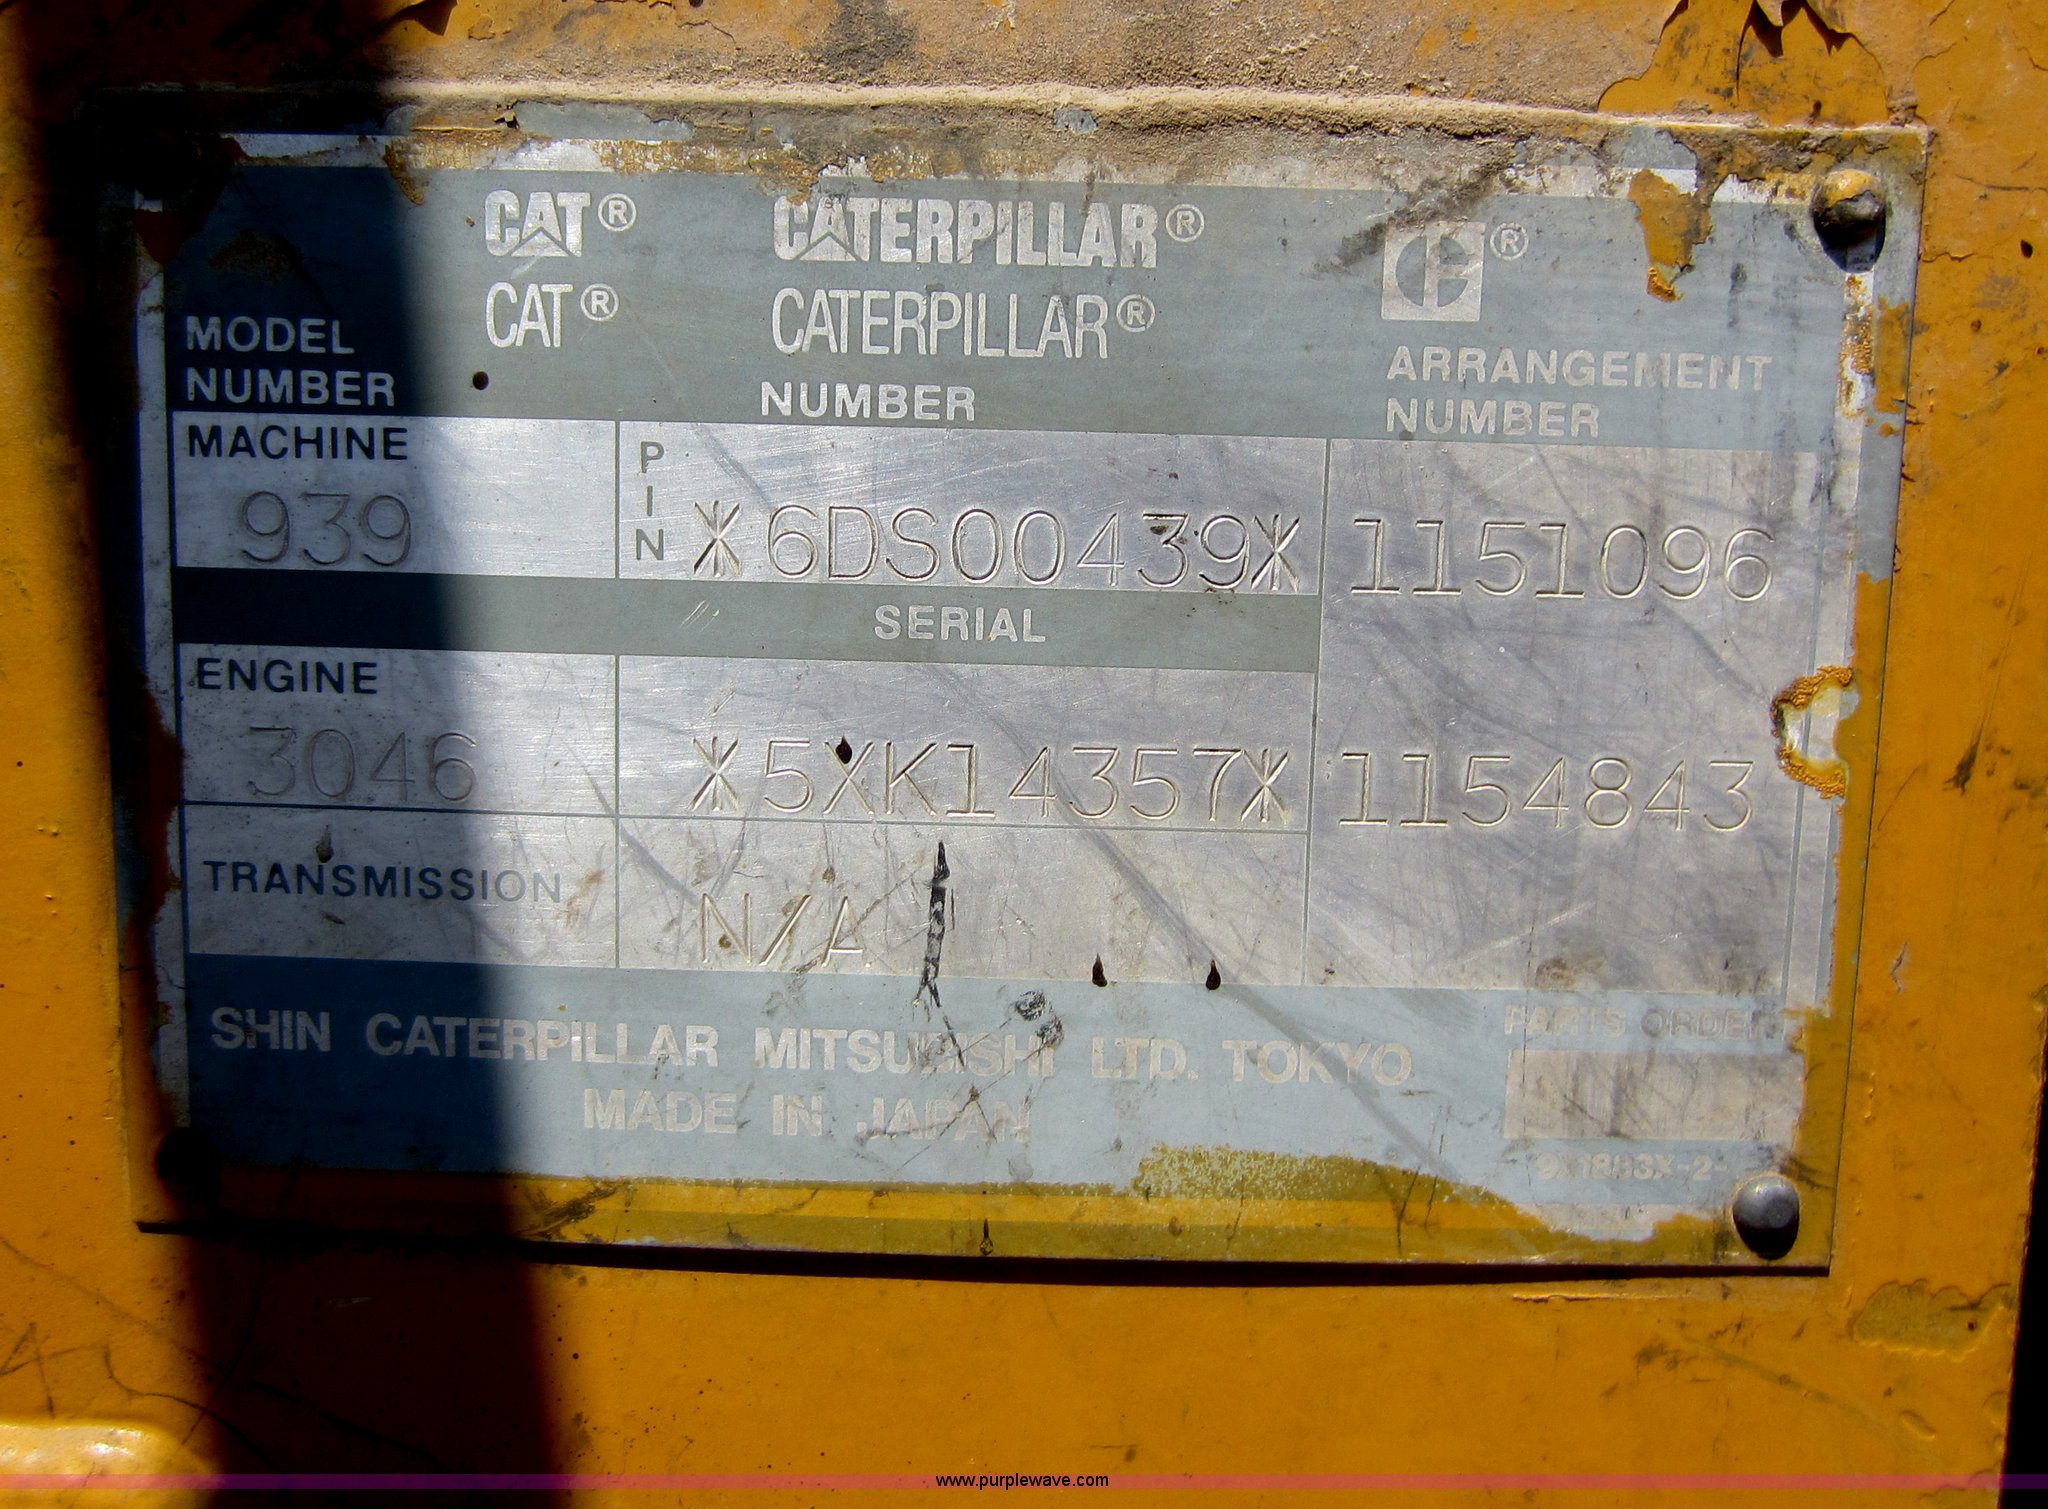 CAT® CATERPILLAR® ®
CAT® CATERPILLAR®
MODEL NUMBER
NUMBER
ARRANGEMENT NUMBER
MACHINE
939
PIN
*6DS00439*
1151096
SERIAL
ENGINE
3046
*5XK14357*
1154843
TRANSMISSION
N/A
SHIN CATERPILLAR MITSUBISHI LTD. TOKYO
MADE IN JAPAN
PARTS ORDER
www.purplewave.com